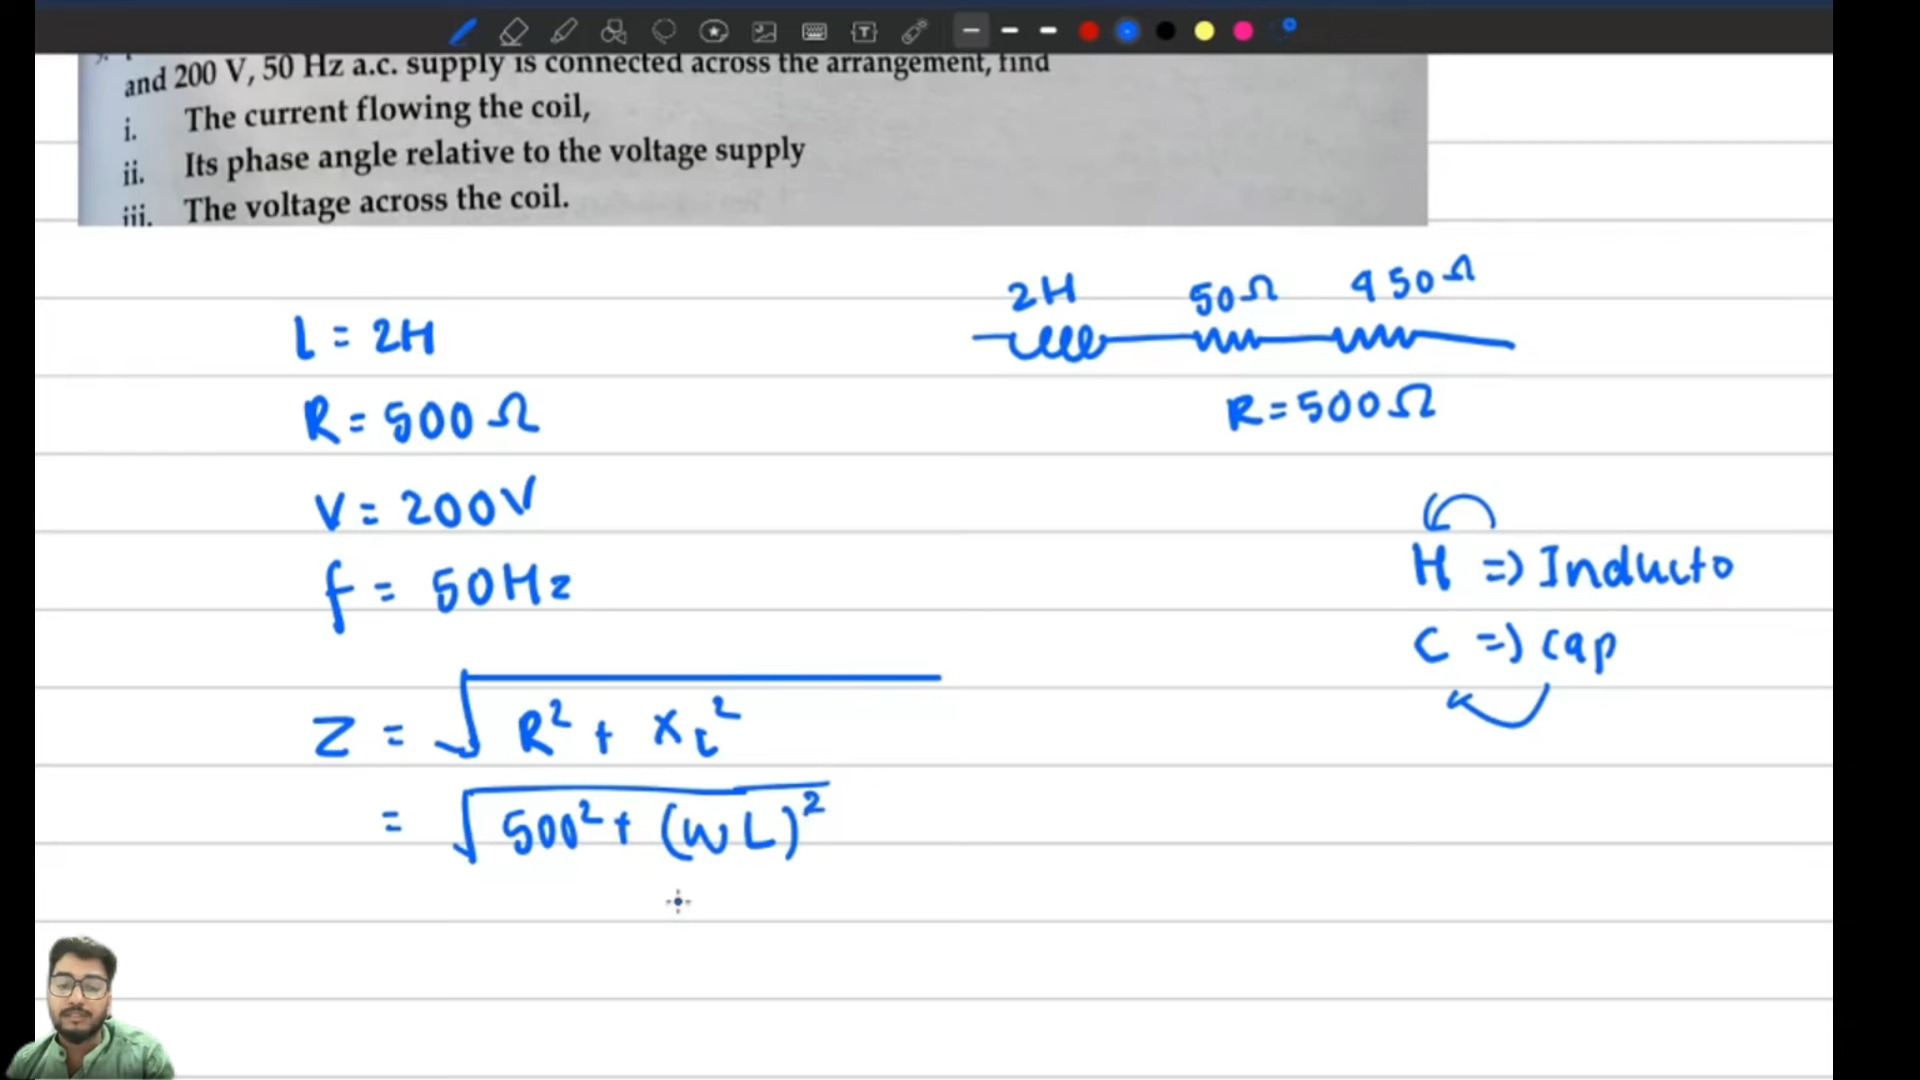 and 200 V, 50 Hz a.c. supply is connected across the arrangement, find
i. The current flowing the coil,
ii. Its phase angle relative to the voltage supply
iii. The voltage across the coil.
2H 50Ω 450Ω
R = 500Ω
L = 2H
R = 500Ω
V = 200V
f = 50Hz
H => Inducto
C => Cap
Z = √R² + X_L²
= √500² + (WL)²